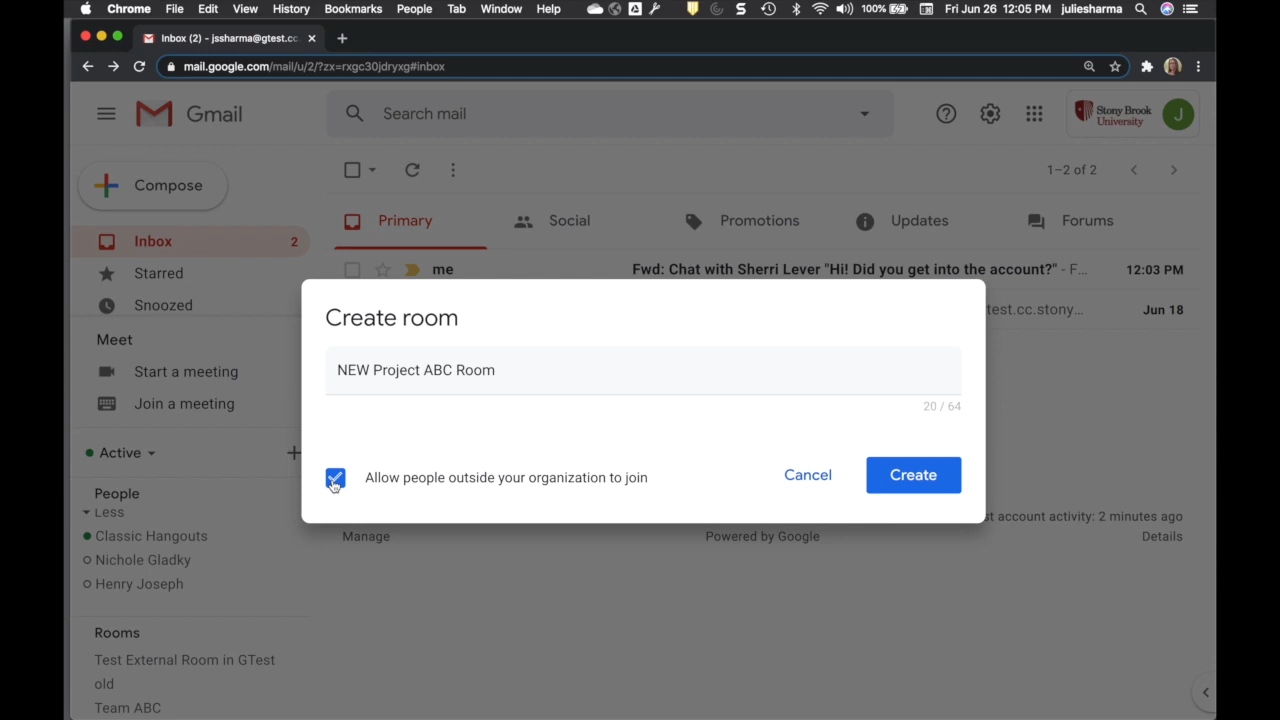 Chrome File Edit View History Bookmarks People Tab Window Help 100% Fri Jun 26 12:05 PM juliesharma
Inbox (2) - jssharma@gtest.cc.
mail.google.com/mail/u/2/?zx=rxgc30jdryxg#inbox
Gmail Search mail Stony Brook University J
Compose 1–2 of 2
Primary Social Promotions Updates Forums
Inbox 2
me Fwd: Chat with Sherri Lever "Hi! Did you get into the account?" - F... 12:03 PM
Starred
Snoozed test.cc.stony... Jun 18
Meet
Start a meeting
Join a meeting
Create room
NEW Project ABC Room
20 / 64
Allow people outside your organization to join Cancel Create
Active
People
Less
Classic Hangouts
Nichole Gladky
Henry Joseph
account activity: 2 minutes ago
Manage Powered by Google Details
Rooms
Test External Room in GTest
old
Team ABC